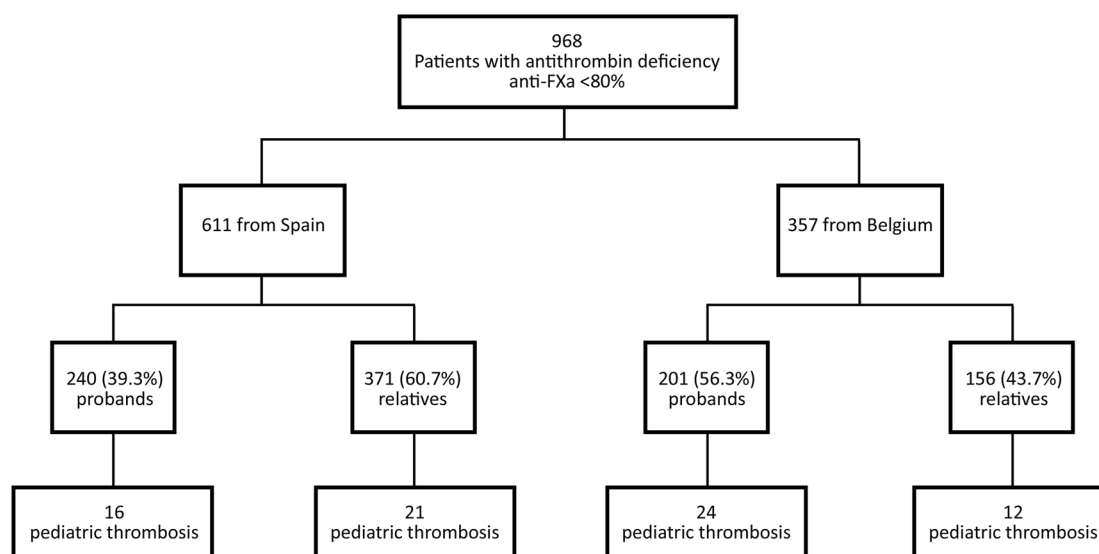 968
Patients with antithrombin deficiency
anti-FXa <80%
611 from Spain
357 from Belgium
240 (39.3%)
probands
371 (60.7%)
relatives
201 (56.3%)
probands
156 (43.7%)
relatives
16
pediatric thrombosis
21
pediatric thrombosis
24
pediatric thrombosis
12
pediatric thrombosis